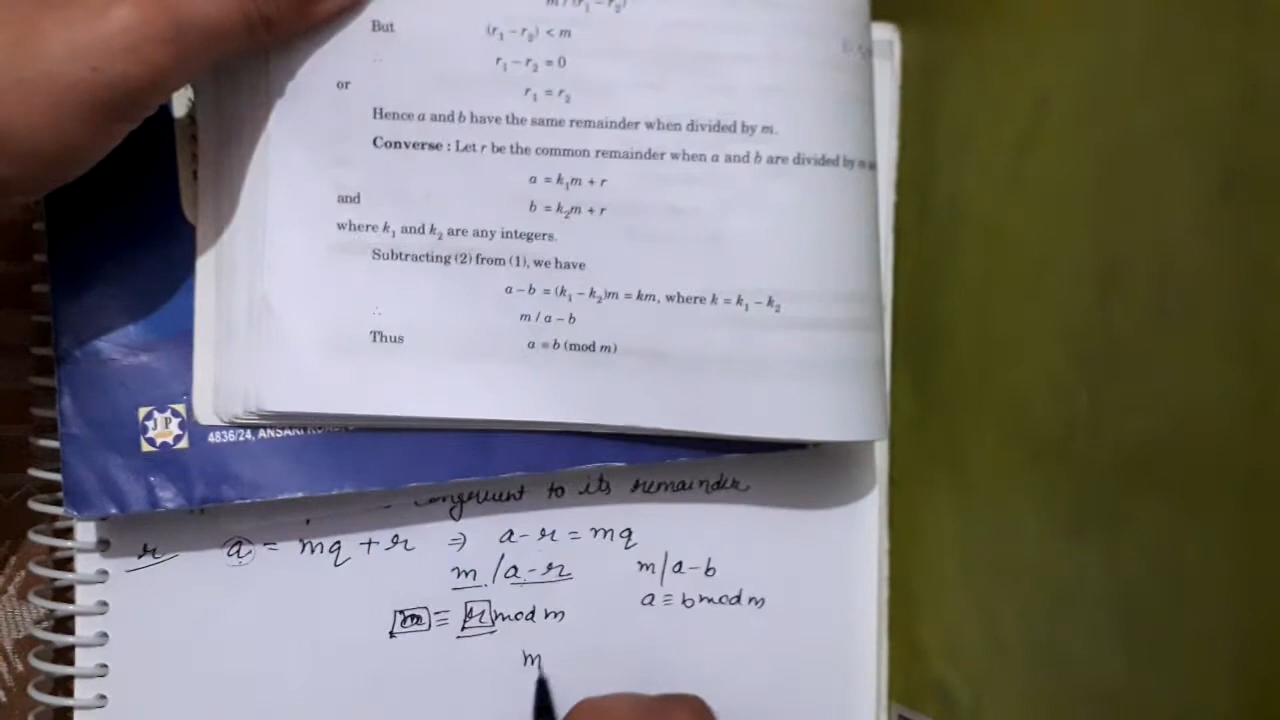 m / (r₁ − r₂)
But (r₁ − r₂) < m
∴ r₁ − r₂ = 0
or r₁ = r₂
Hence a and b have the same remainder when divided by m.
Converse : Let r be the common remainder when a and b are divided by
a = k₁m + r
and b = k₂m + r
where k₁ and k₂ are any integers.
Subtracting (2) from (1), we have
a − b = (k₁ − k₂)m = km, where k = k₁ − k₂
∴ m / a − b
Thus a ≡ b (mod m)
J P
4836/24, ANSARI
congruent to its remainder
r a = mq + r ⇒ a - r = mq
m / a - r m / a - b
a ≡ b mod m
≡ r mod m
m